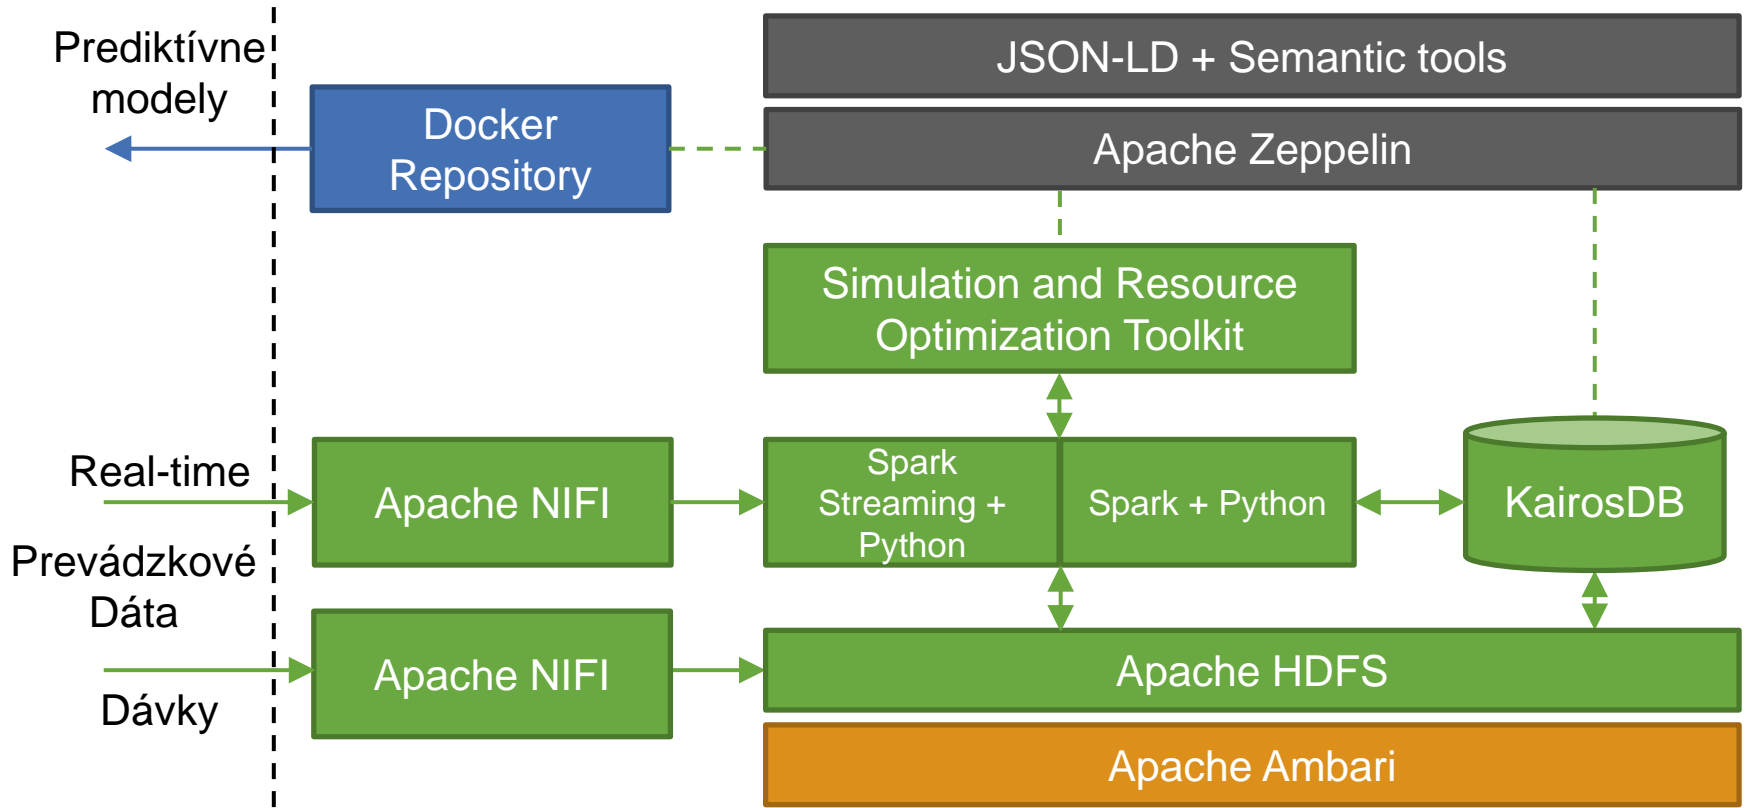 Prediktívne
modely
JSON-LD + Semantic tools
Docker
Repository
Apache Zeppelin
Simulation and Resource
Optimization Toolkit
Real-time
Apache NIFI
Spark
Streaming +
Python
Spark + Python
KairosDB
Prevádzkové
Dáta
Dávky
Apache NIFI
Apache HDFS
Apache Ambari